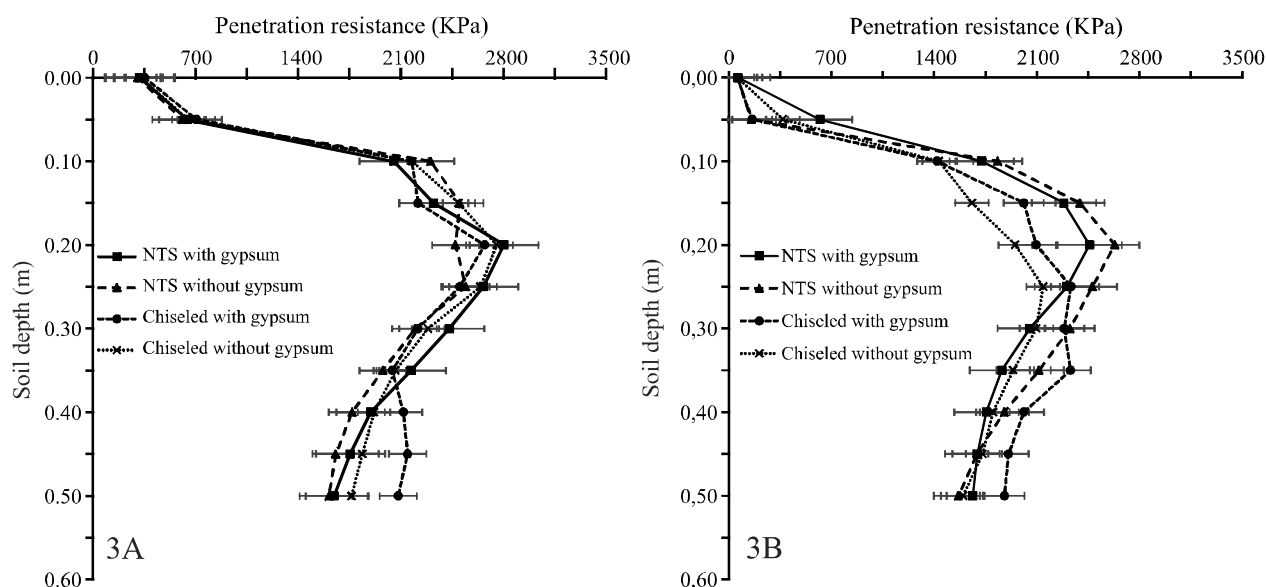 Penetration resistance (KPa)
0 700 1400 2100 2800 3500
0,00
0,10
0,20
0,30
0,40
0,50
0.60
Soil depth (m)
NTS with gypsum
NTS without gypsum
Chiseled with gypsum
Chiseled without gypsum
3A
Penetration resistance (KPa)
0 700 1400 2100 2800 3500
0,00
0,10
0,20
0,30
0,40
0,50
0.60
Soil depth (m)
NTS with gypsum
NTS without gypsum
Chiseled with gypsum
Chiseled without gypsum
3B